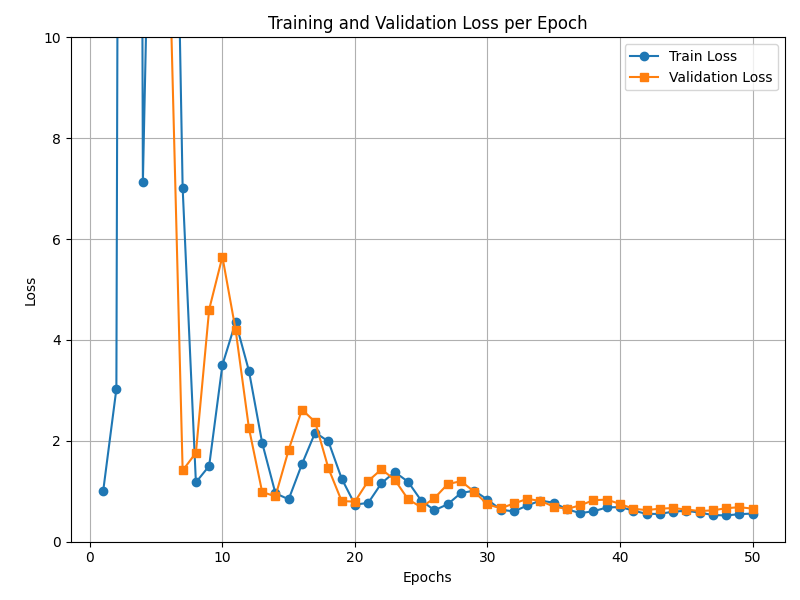 Training and Validation Loss per Epoch
Train Loss
Validation Loss
10
8
6
4
2
0
Loss
0 10 20 30 40 50
Epochs